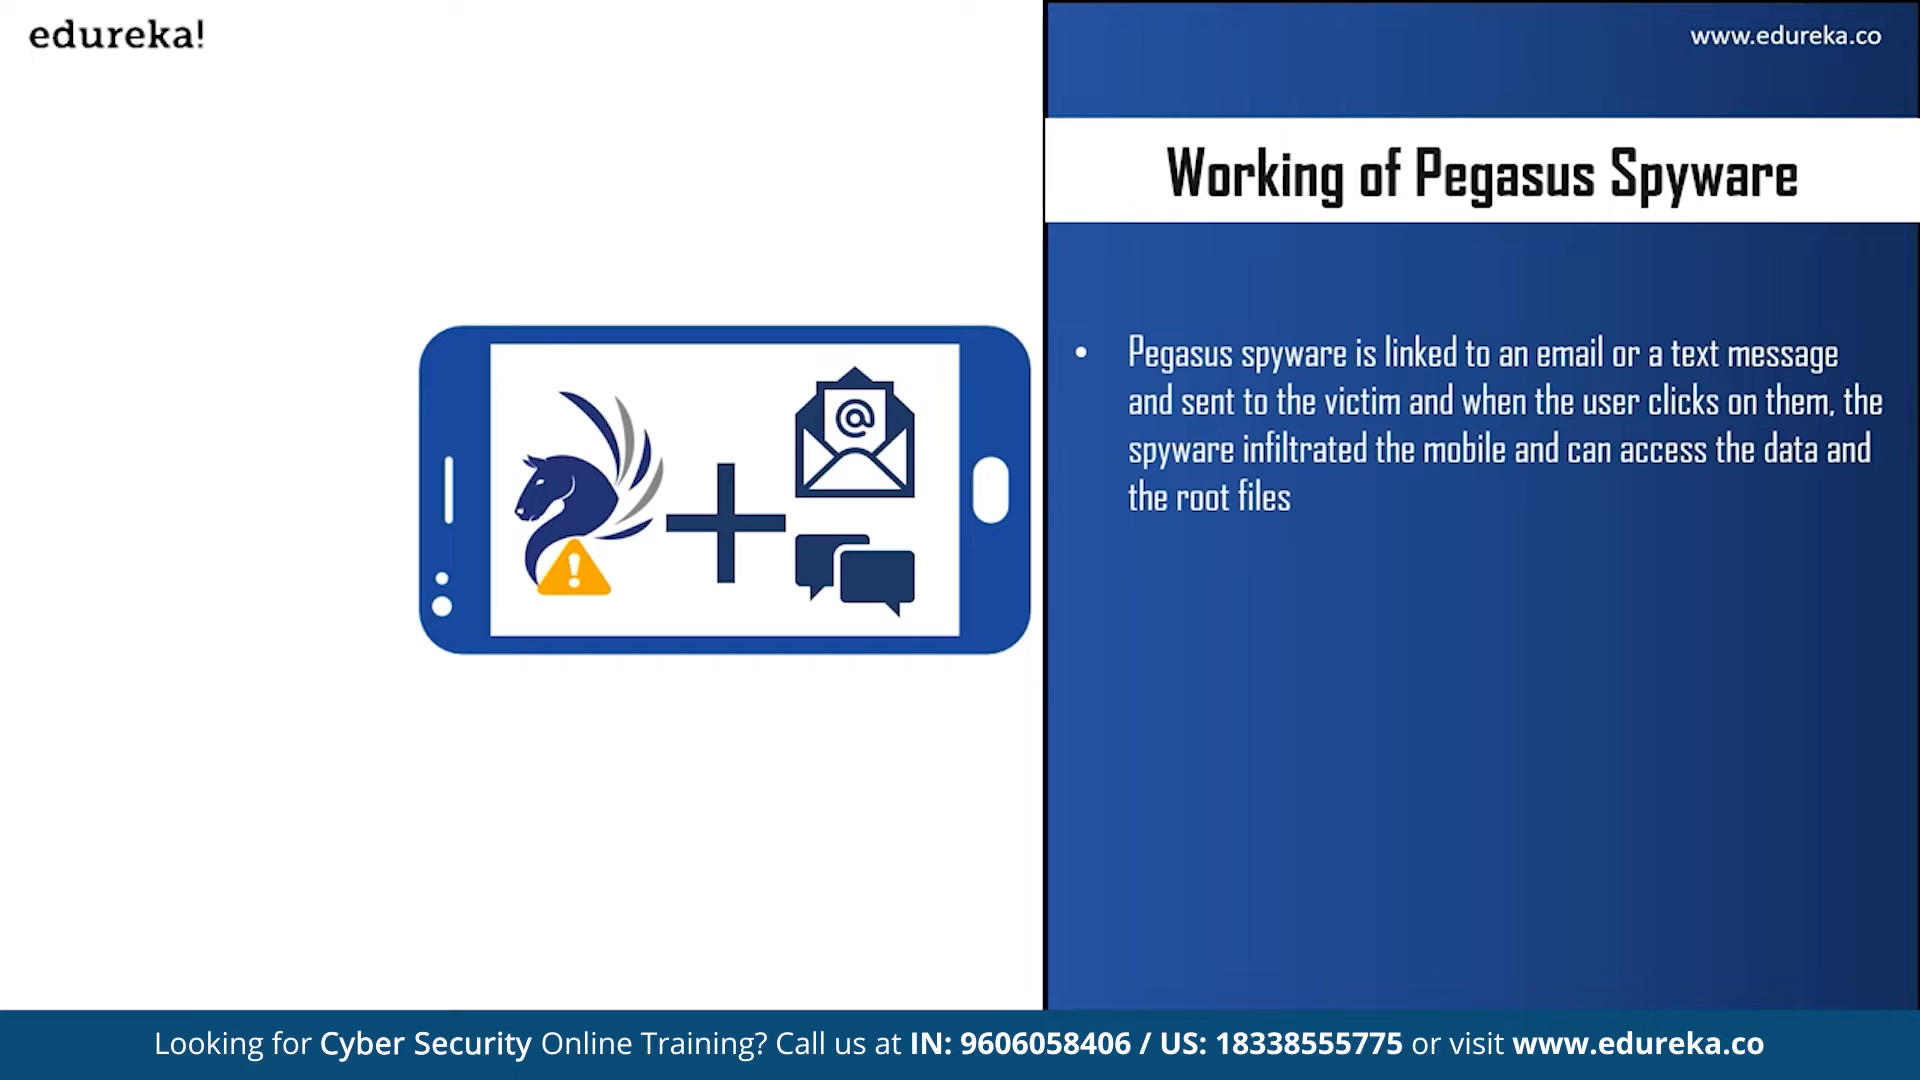 edureka!
www.edureka.co
Working of Pegasus Spyware
• Pegasus spyware is linked to an email or a text message
and sent to the victim and when the user clicks on them, the
spyware infiltrated the mobile and can access the data and
the root files
@
!
Looking for Cyber Security Online Training? Call us at IN: 9606058406 / US: 18338555775 or visit www.edureka.co